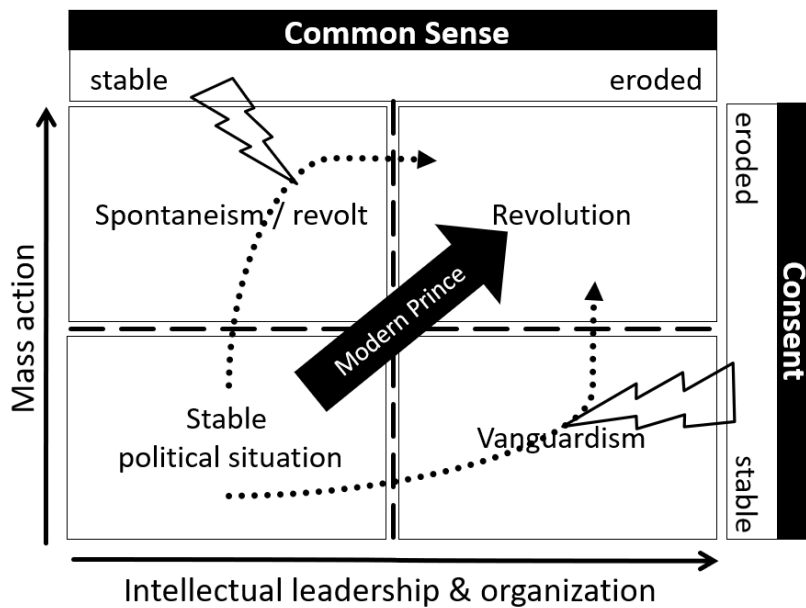 Common Sense
stable
eroded
Spontaneism / revolt
Revolution
Modern Prince
Stable
political situation
Vanguardism
Mass action
Intellectual leadership & organization
eroded
stable
Consent